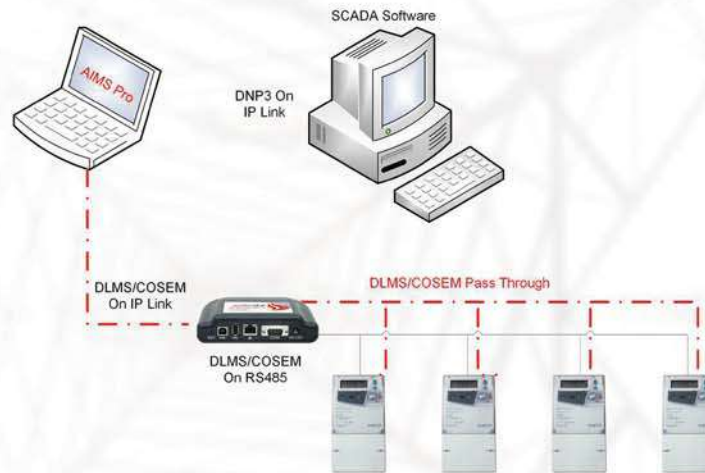 SCADA Software
AIMS Pro
DNP3 On
IP Link
DLMS/COSEM
On IP Link
DLMS/COSEM Pass Through
DLMS/COSEM
On RS485